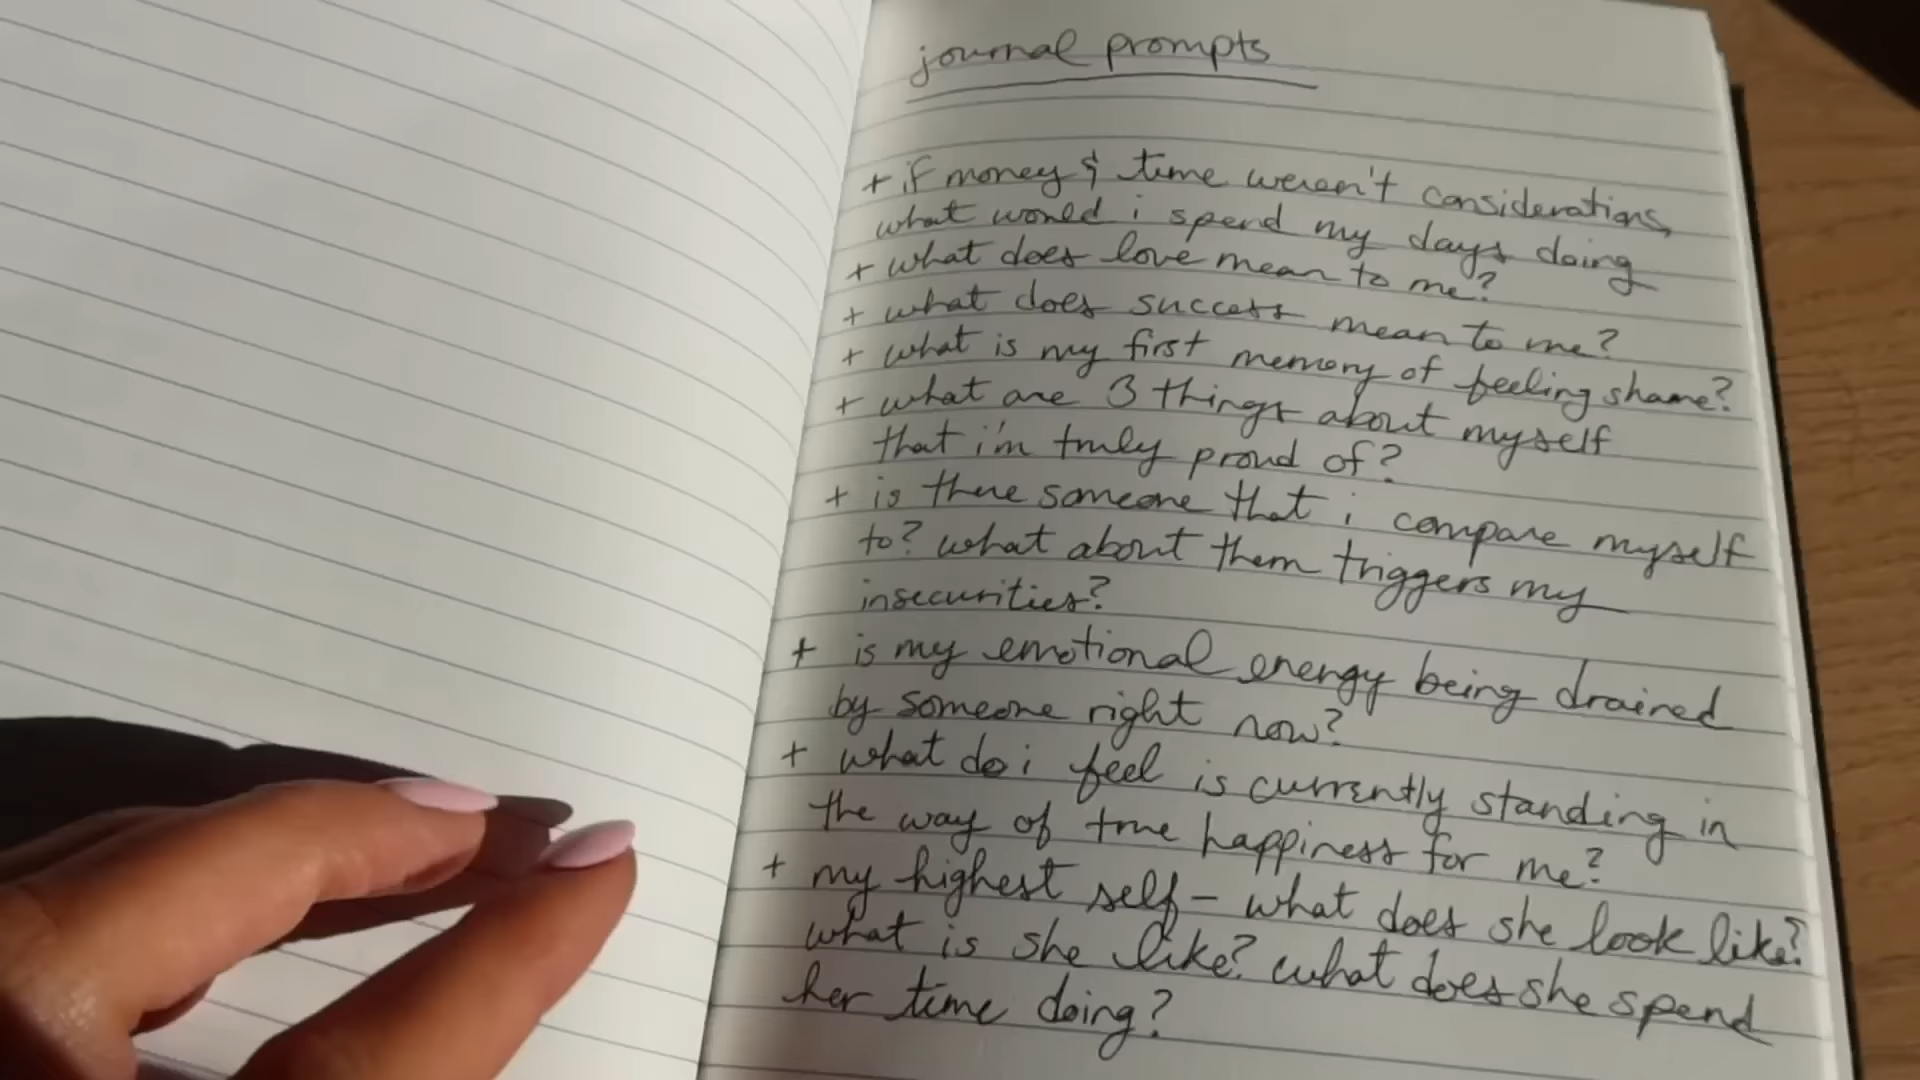 journal prompts
+ if money & time weren't considerations,
what would i spend my days doing
+ what does love mean to me?
+ what does success mean to me?
+ what is my first memory of feeling shame?
+ what are 3 things about myself
that i'm truly proud of?
+ is there someone that i compare myself
to? what about them triggers my
insecurities?
+ is my emotional energy being drained
by someone right now?
+ what do i feel is currently standing in
the way of true happiness for me?
+ my highest self - what does she look like?
what is she like? what does she spend
her time doing?